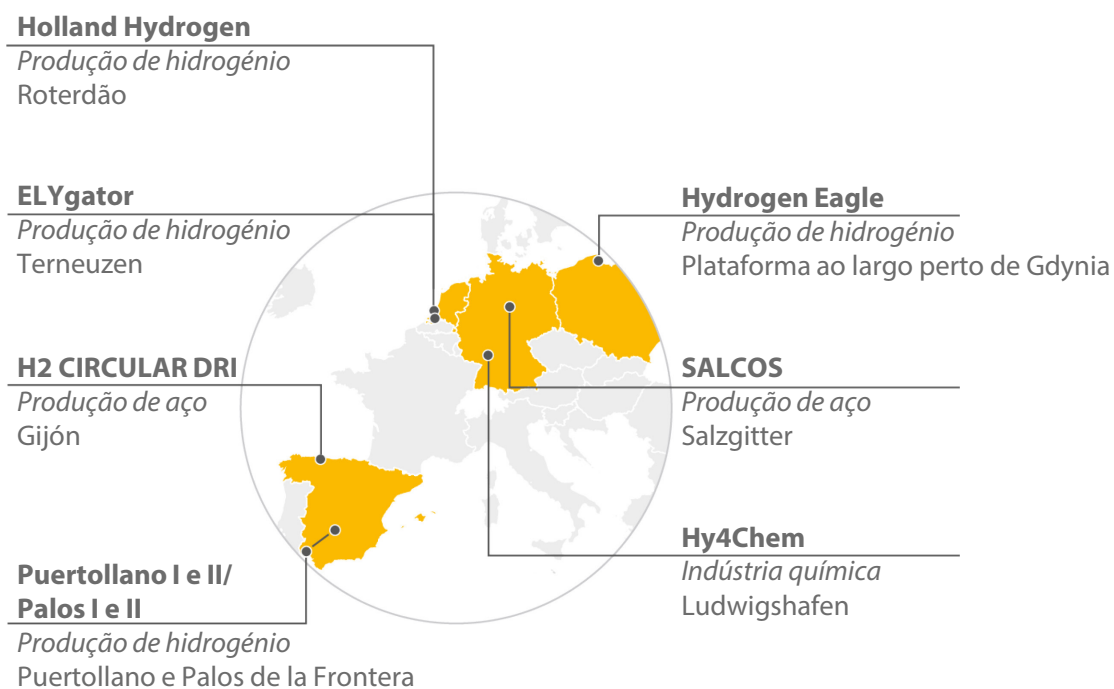 Holland Hydrogen
Produção de hidrogénio
Roterdão
ELYgator
Produção de hidrogénio
Terneuzen
H2 CIRCULAR DRI
Produção de aço
Gijón
Puertollano I e II/
Palos I e II
Produção de hidrogénio
Puertollano e Palos de la Frontera
Hydrogen Eagle
Produção de hidrogénio
Plataforma ao largo perto de Gdynia
SALCOS
Produção de aço
Salzgitter
Hy4Chem
Indústria química
Ludwigshafen